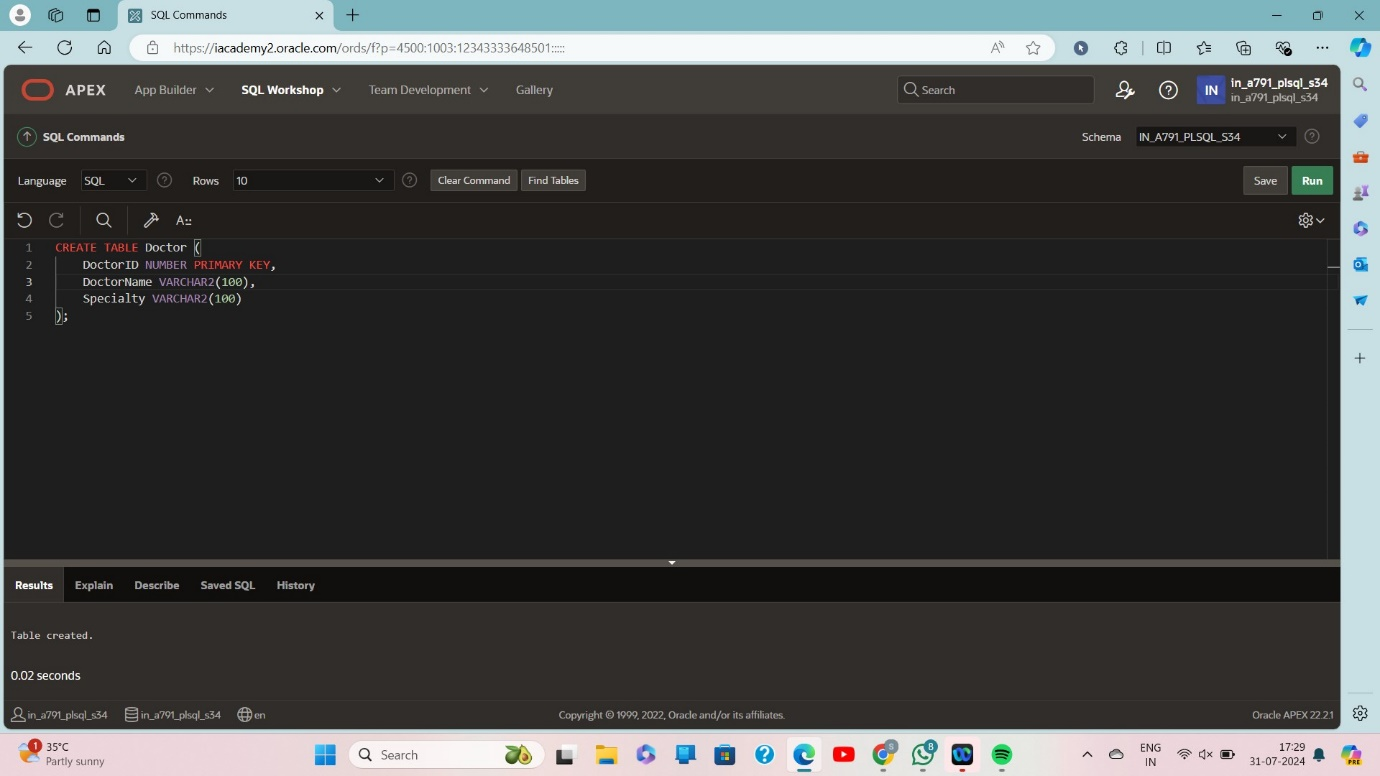 SQL Commands
https://iacademy2.oracle.com/ords/f?p=4500:1003:12343333648501:::::
APEX App Builder SQL Workshop Team Development Gallery Search IN in_a791_plsql_s34
in_a791_plsql_s34
SQL Commands Schema IN_A791_PLSQL_S34
Language SQL Rows 10 Clear Command Find Tables Save Run
A::
1 CREATE TABLE Doctor (
2 DoctorID NUMBER PRIMARY KEY,
3 DoctorName VARCHAR2(100),
4 Specialty VARCHAR2(100)
5 );
Results Explain Describe Saved SQL History
Table created.
0.02 seconds
in_a791_plsql_s34 in_a791_plsql_s34 en Copyright © 1999, 2022, Oracle and/or its affiliates. Oracle APEX 22.2.1
1 35°C
Partly sunny
Search
S 8
ENG
IN
17:29
31-07-2024
PRE